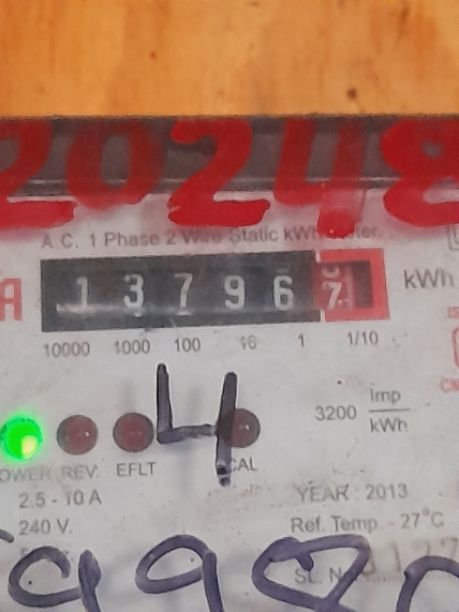 20248
A.C. 1 Phase 2 Wire Static kWh Meter.
13796 7 kWh
10000 1000 100 10 1 1/10
4
3200 Imp/kWh
POWER REV. EFLT CAL
2.5 - 10 A
YEAR : 2013
240 V.
Ref. Temp. - 27°C
SL. N